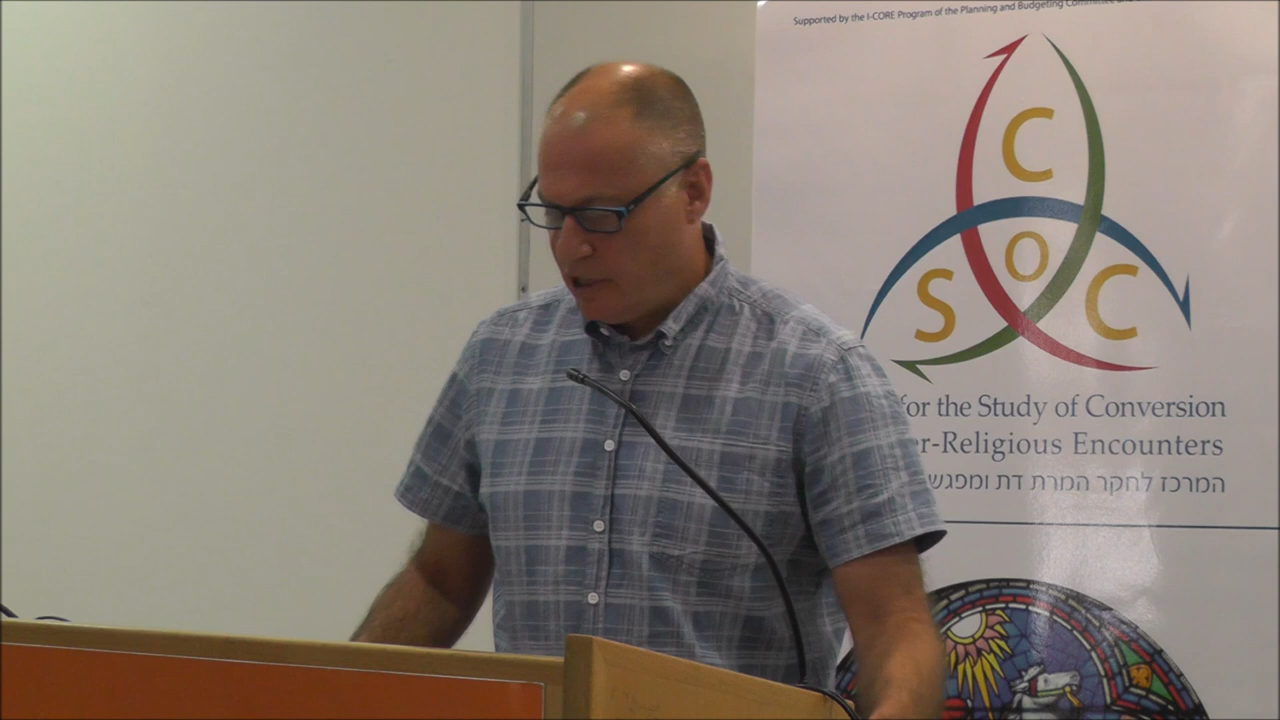 Supported by the I-CORE Program of the Planning and Budgeting Committee and
C
S O C
for the Study of Conversion
er-Religious Encounters
המרכז לחקר המרת דת ומפגש